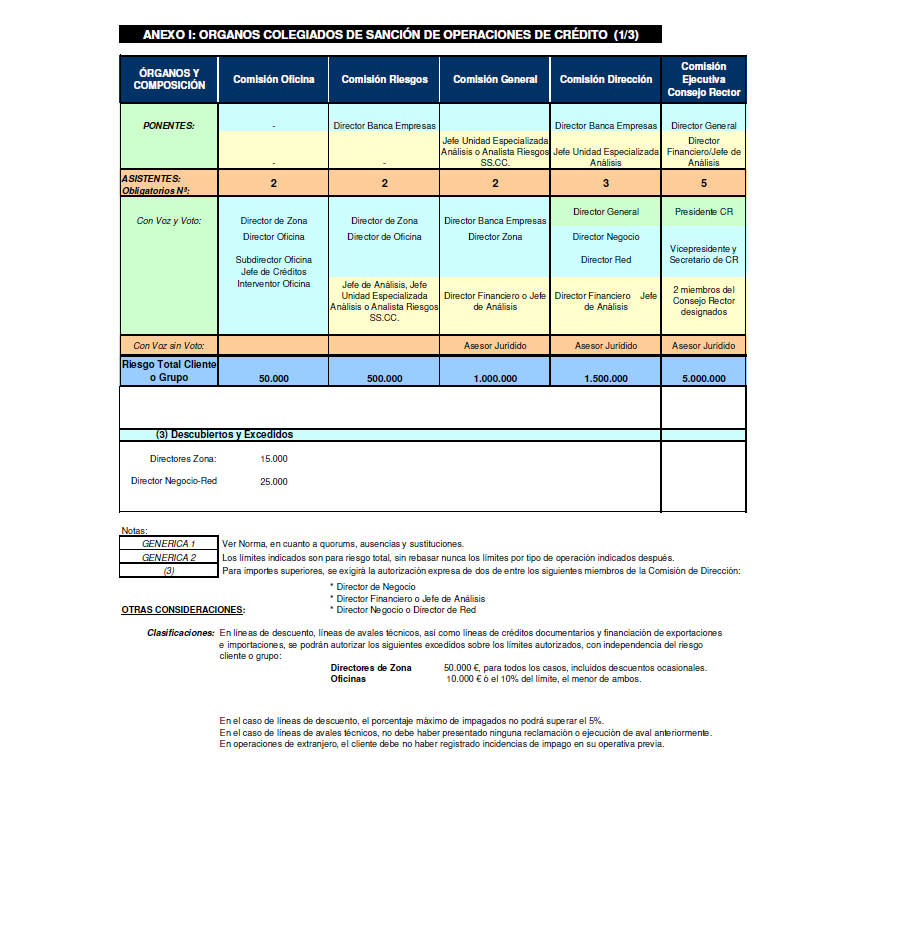 ANEXO I: ORGANOS COLEGIADOS DE SANCIÓN DE OPERACIONES DE CRÉDITO (1/3)
ÓRGANOS Y COMPOSICIÓN Comisión Oficina Comisión Riesgos Comisión General Comisión Dirección Comisión Ejecutiva Consejo Rector
PONENTES: - Director Banca Empresas Director Banca Empresas Director General
- - Jefe Unidad Especializada Análisis o Analista Riesgos SS.CC. Jefe Unidad Especializada Análisis Director Financiero/Jefe de Análisis
ASISTENTES:
Obligatorios Nº: 2 2 2 3 5
Con Voz y Voto: Director de Zona Director de Zona Director Banca Empresas Director General Presidente CR
Director Oficina Director de Oficina Director Zona Director Negocio Vicepresidente y Secretario de CR
Subdirector Oficina Director Red
Jefe de Créditos
Interventor Oficina Jefe de Análisis, Jefe Unidad Especializada Análisis o Analista Riesgos SS.CC. Director Financiero o Jefe de Análisis Director Financiero Jefe de Análisis 2 miembros del Consejo Rector designados
Con Voz sin Voto: Asesor Jurídido Asesor Jurídido Asesor Jurídido
Riesgo Total Cliente o Grupo 50.000 500.000 1.000.000 1.500.000 5.000.000
(3) Descubiertos y Excedidos
Directores Zona: 15.000
Director Negocio-Red 25.000
Notas:
GENERICA 1 Ver Norma, en cuanto a quorums, ausencias y sustituciones.
GENERICA 2 Los límites indicados son para riesgo total, sin rebasar nunca los límites por tipo de operación indicados después.
(3) Para importes superiores, se exigirà la autorización expresa de dos de entre los siguientes miembros de la Comisiòn de Direcciòn:
* Director de Negocio
* Director Financiero o Jefe de Análisis
OTRAS CONSIDERACIONES: * Director Negocio o Director de Red
Clasificaciones: En líneas de descuento, líneas de avales técnicos, así como líneas de créditos documentarios y financiación de exportaciones
e importaciones, se podrán autorizar los siguientes excedidos sobre los límites autorizados, con independencia del riesgo
cliente o grupo:
Directores de Zona 50.000 €, para todos los casos, incluidos descuentos ocasionales.
Oficinas 10.000 € ò el 10% del límite, el menor de ambos.
En el caso de líneas de descuento, el porcentaje máximo de impagados no podrá superar el 5%.
En el caso de líneas de avales técnicos, no debe haber presentado ninguna reclamaciòn o ejecuciòn de aval anteriormente.
En operaciones de extranjero, el cliente debe no haber registrado incidencias de impago en su operativa previa.